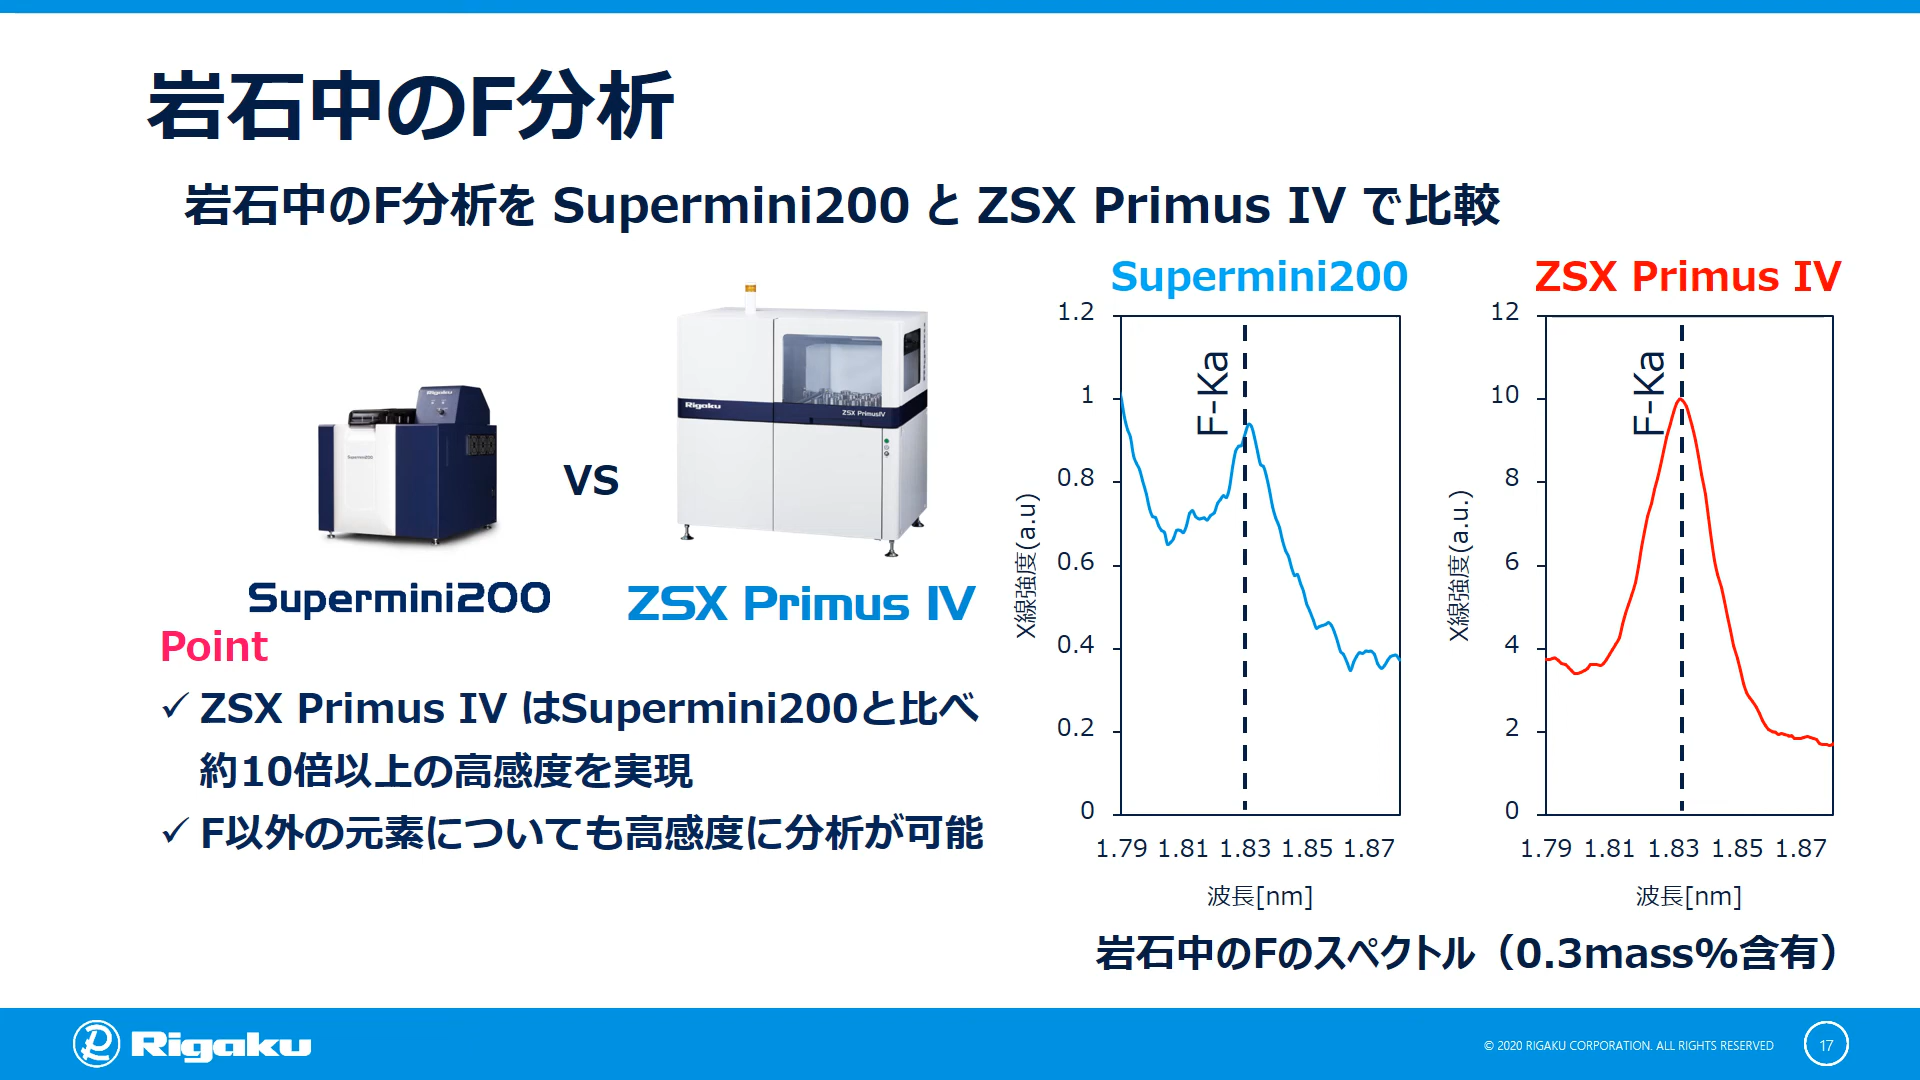 岩石中のF分析
岩石中のF分析を Supermini200 と ZSX Primus IV で比較
Rigaku
Supermini200
VS
Rigaku
ZSX PrimusIV
Supermini200
ZSX Primus IV
Point
✓ ZSX Primus IV はSupermini200と比べ
約10倍以上の高感度を実現
✓ F以外の元素についても高感度に分析が可能
Supermini200
F-Ka
X線強度(a.u)
1.2
1
0.8
0.6
0.4
0.2
0
1.79 1.81 1.83 1.85 1.87
波長[nm]
ZSX Primus IV
F-Ka
X線強度(a.u.)
12
10
8
6
4
2
0
1.79 1.81 1.83 1.85 1.87
波長[nm]
岩石中のFのスペクトル（0.3mass%含有）
Rigaku
© 2020 RIGAKU CORPORATION. ALL RIGHTS RESERVED
17